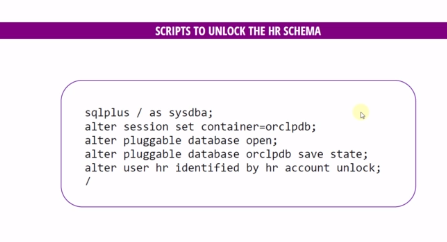 SCRIPTS TO UNLOCK THE HR SCHEMA
sqlplus / as sysdba;
alter session set container=orclpdb;
alter pluggable database open;
alter pluggable database orclpdb save state;
alter user hr identified by hr account unlock;
/